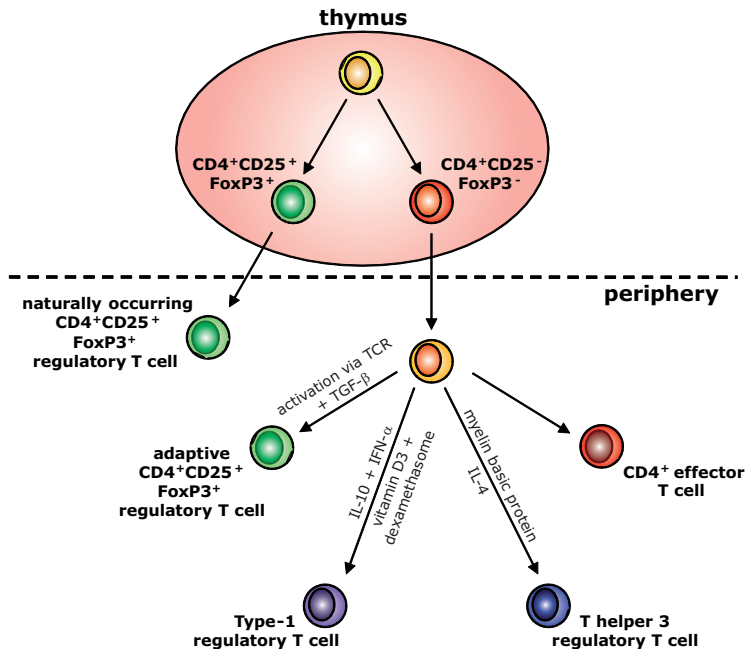 thymus
CD4⁺CD25⁺
FoxP3⁺
CD4⁺CD25⁻
FoxP3⁻
periphery
naturally occurring
CD4⁺CD25⁺
FoxP3⁺
regulatory T cell
activation via TCR
+ TGF-β
adaptive
CD4⁺CD25⁺
FoxP3⁺
regulatory T cell
IL-10 + IFN-α
vitamin D3 +
dexamethasome
myelin basic protein
IL-4
CD4⁺ effector
T cell
Type-1
regulatory T cell
T helper 3
regulatory T cell